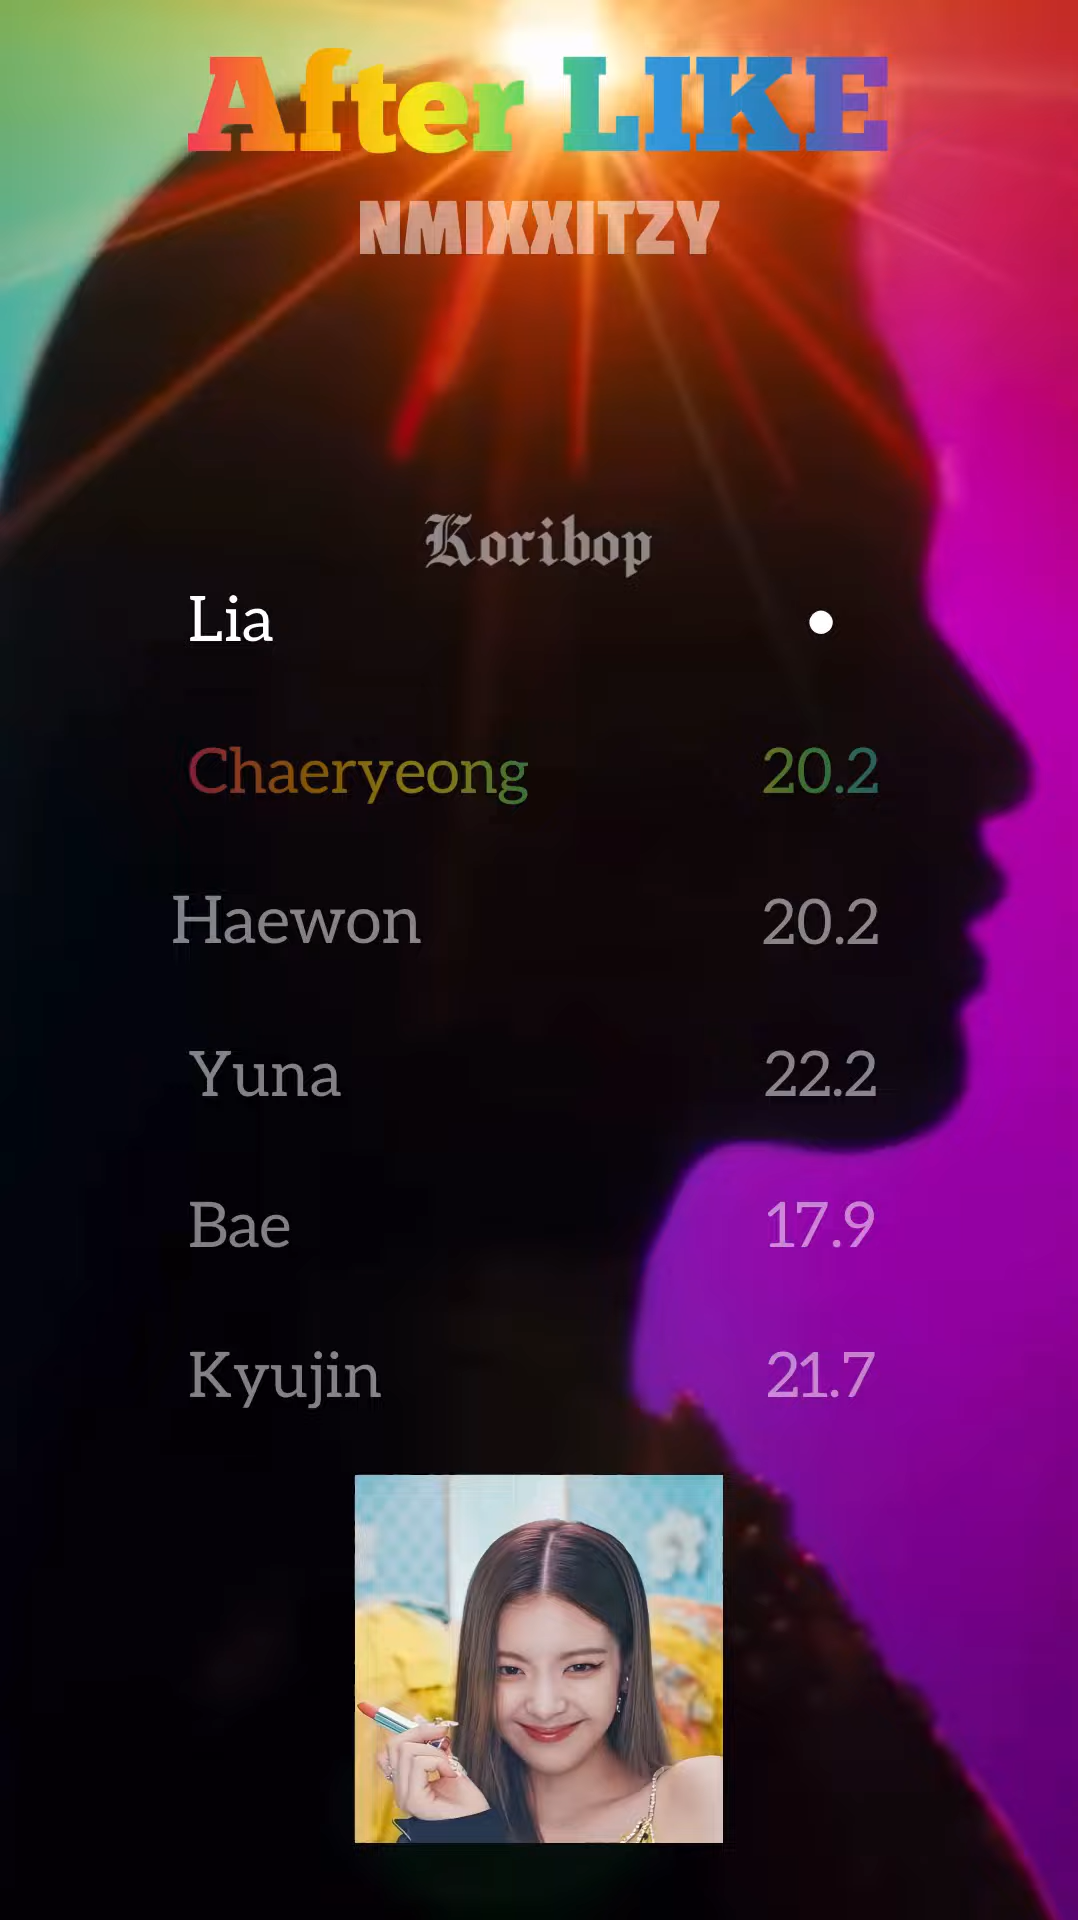 After LIKE
NMIXXITZY
Koribop
Lia
Chaeryeong 20.2
Haewon 20.2
Yuna 22.2
Bae 17.9
Kyujin 21.7